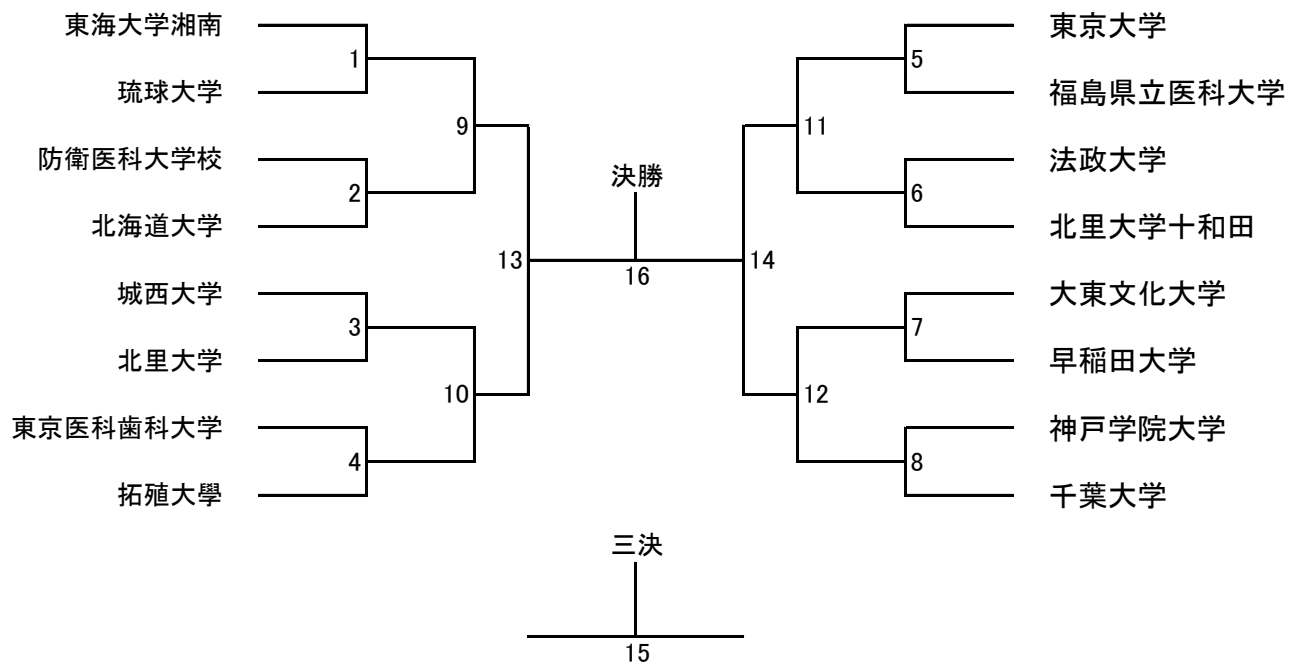 東海大学湘南
琉球大学
防衛医科大学校
北海道大学
城西大学
北里大学
東京医科歯科大学
拓殖大學
1
2
3
4
9
10
13
決勝
16
14
11
12
5
6
7
8
東京大学
福島県立医科大学
法政大学
北里大学十和田
大東文化大学
早稲田大学
神戸学院大学
千葉大学
三決
15